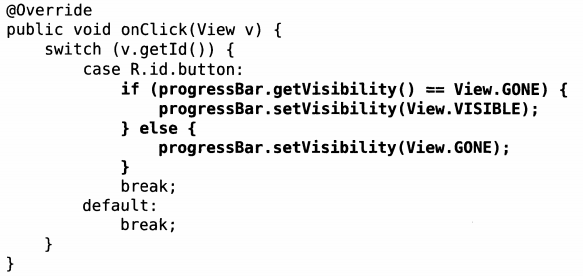 @Override
public void onClick(View v) {
    switch (v.getId()) {
        case R.id.button:
            if (progressBar.getVisibility() == View.GONE) {
                progressBar.setVisibility(View.VISIBLE);
            } else {
                progressBar.setVisibility(View.GONE);
            }
            break;
        default:
            break;
    }
}